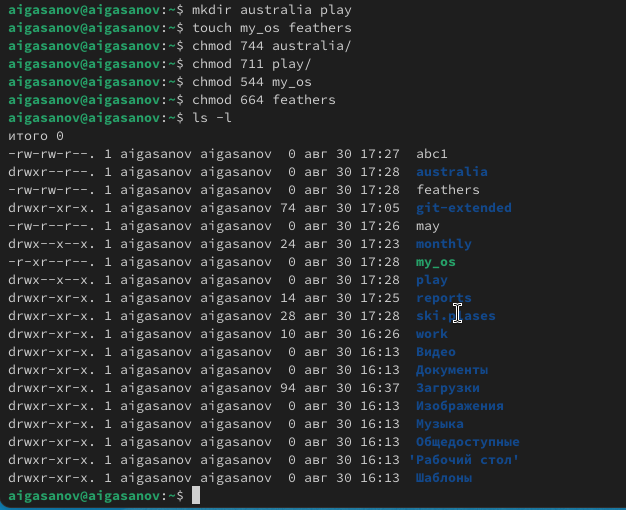 aigasanov@aigasanov:~$ mkdir australia play
aigasanov@aigasanov:~$ touch my_os feathers
aigasanov@aigasanov:~$ chmod 744 australia/
aigasanov@aigasanov:~$ chmod 711 play/
aigasanov@aigasanov:~$ chmod 544 my_os
aigasanov@aigasanov:~$ chmod 664 feathers
aigasanov@aigasanov:~$ ls -l
итого 0
-rw-rw-r--. 1 aigasanov aigasanov  0 авг 30 17:27  abc1
drwxr--r--. 1 aigasanov aigasanov  0 авг 30 17:28  australia
-rw-rw-r--. 1 aigasanov aigasanov  0 авг 30 17:28  feathers
drwxr-xr-x. 1 aigasanov aigasanov 74 авг 30 17:05  git-extended
-rw-r--r--. 1 aigasanov aigasanov  0 авг 30 17:26  may
drwx--x--x. 1 aigasanov aigasanov 24 авг 30 17:23  monthly
-r-xr--r--. 1 aigasanov aigasanov  0 авг 30 17:28  my_os
drwx--x--x. 1 aigasanov aigasanov  0 авг 30 17:28  play
drwxr-xr-x. 1 aigasanov aigasanov 14 авг 30 17:25  reports
drwxr-xr-x. 1 aigasanov aigasanov 28 авг 30 17:28
drwxr-xr-x. 1 aigasanov aigasanov 10 авг 30 16:26  work
drwxr-xr-x. 1 aigasanov aigasanov  0 авг 30 16:13  Видео
drwxr-xr-x. 1 aigasanov aigasanov  0 авг 30 16:13  Документы
drwxr-xr-x. 1 aigasanov aigasanov 94 авг 30 16:37  Загрузки
drwxr-xr-x. 1 aigasanov aigasanov  0 авг 30 16:13  Изображения
drwxr-xr-x. 1 aigasanov aigasanov  0 авг 30 16:13  Музыка
drwxr-xr-x. 1 aigasanov aigasanov  0 авг 30 16:13  Общедоступные
drwxr-xr-x. 1 aigasanov aigasanov  0 авг 30 16:13 'Рабочий стол'
drwxr-xr-x. 1 aigasanov aigasanov  0 авг 30 16:13  Шаблоны
aigasanov@aigasanov:~$